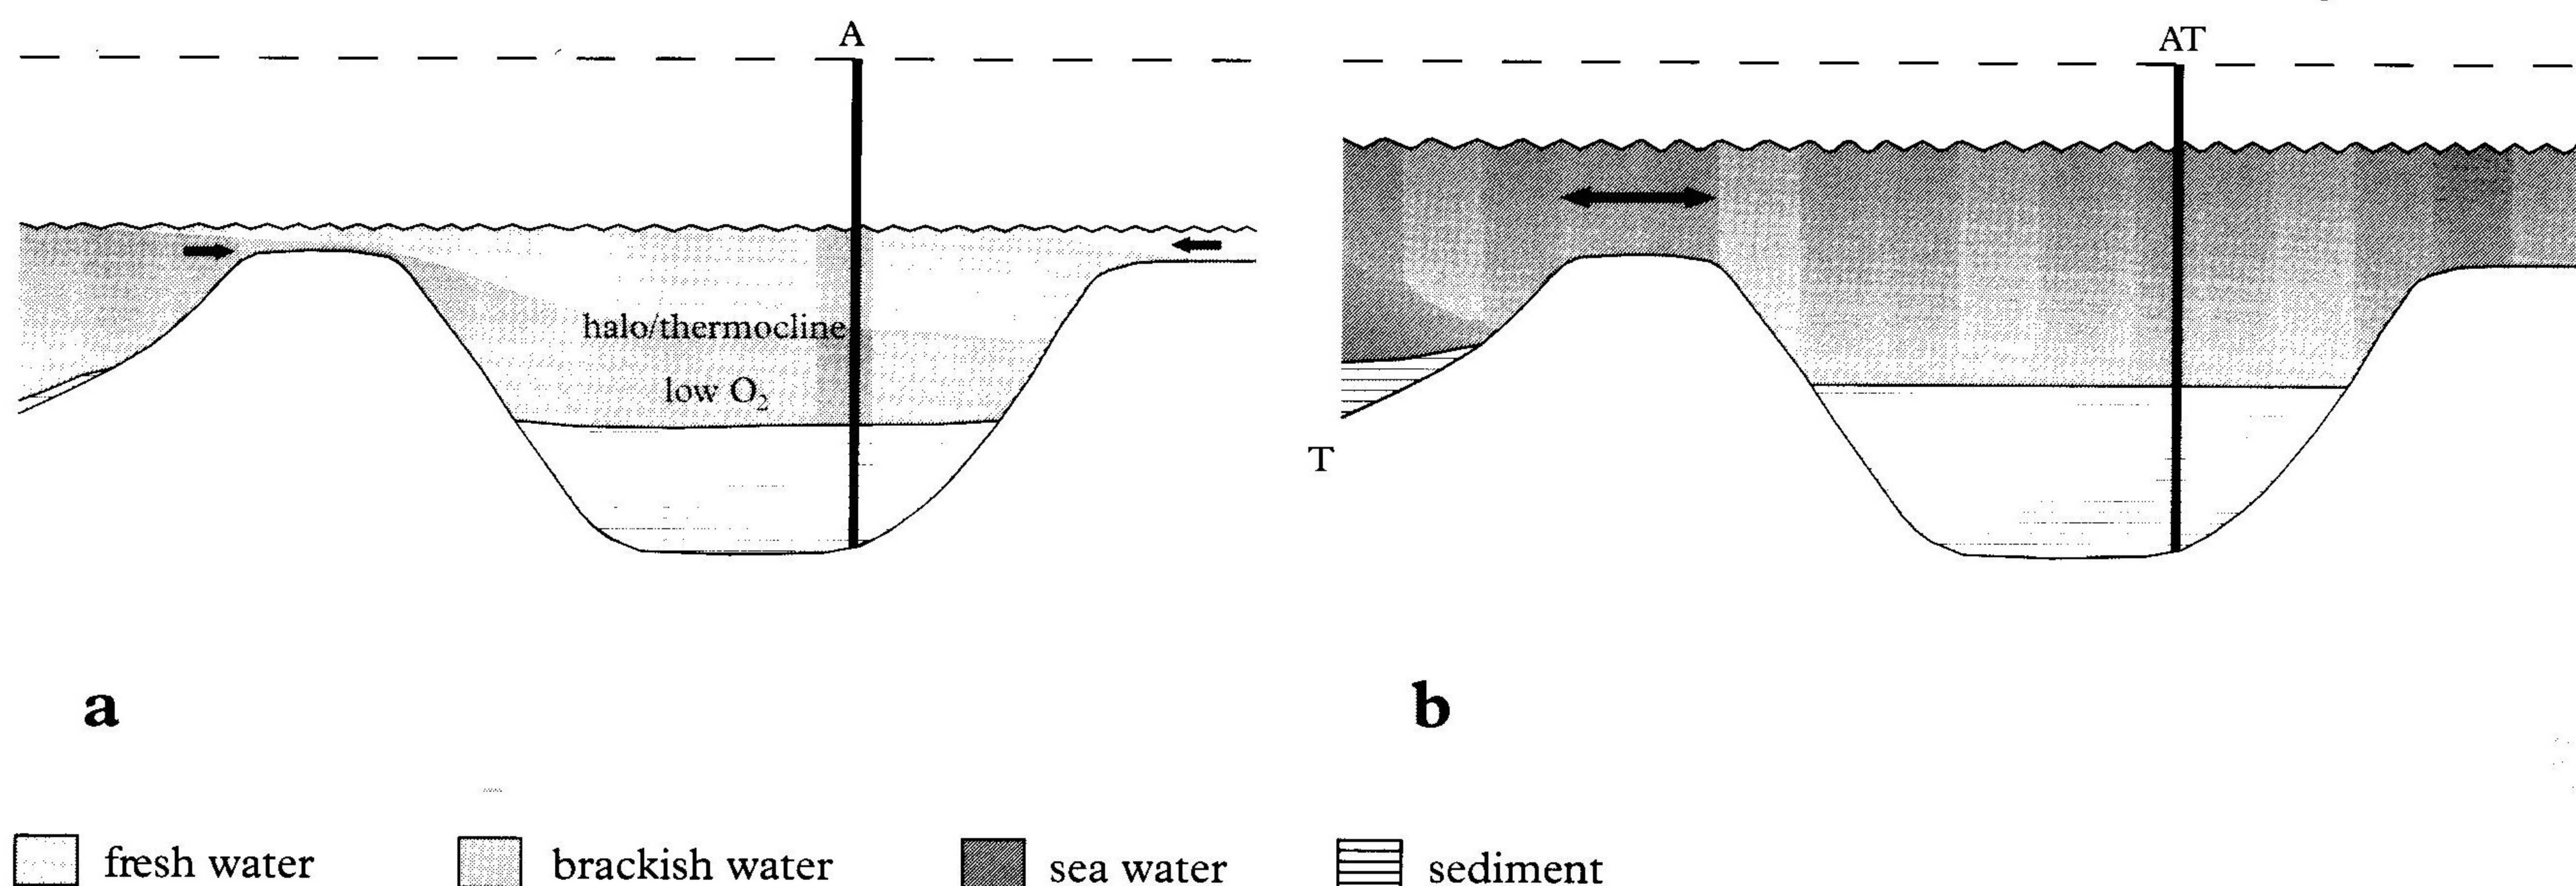 A
AT
halo/thermocline
low O₂
T
a
b
fresh water
brackish water
sea water
sediment